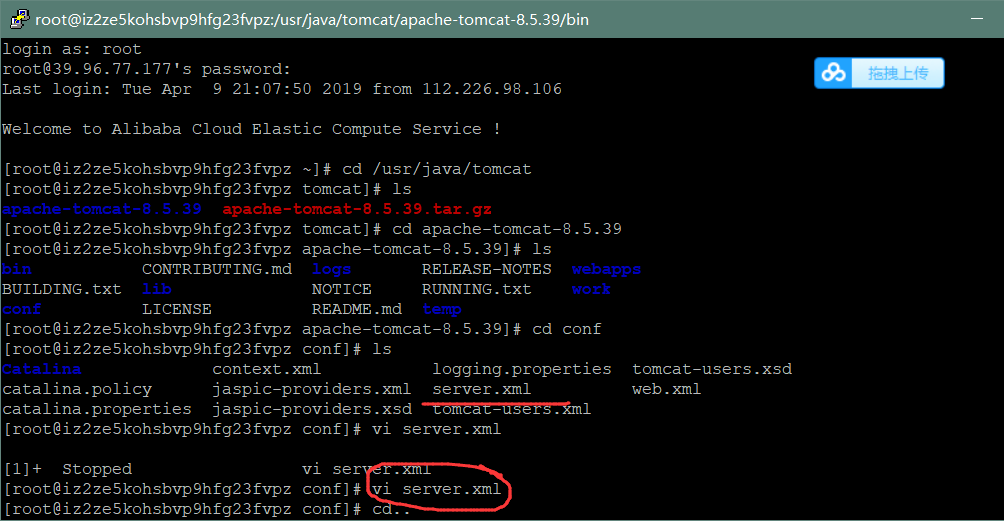 root@iz2ze5kohsbvp9hfg23fvpz:/usr/java/tomcat/apache-tomcat-8.5.39/bin
login as: root
root@39.96.77.177's password:
拖拽上传
Last login: Tue Apr  9 21:07:50 2019 from 112.226.98.106
Welcome to Alibaba Cloud Elastic Compute Service !
[root@iz2ze5kohsbvp9hfg23fvpz ~]# cd /usr/java/tomcat
[root@iz2ze5kohsbvp9hfg23fvpz tomcat]# ls
apache-tomcat-8.5.39  apache-tomcat-8.5.39.tar.gz
[root@iz2ze5kohsbvp9hfg23fvpz tomcat]# cd apache-tomcat-8.5.39
[root@iz2ze5kohsbvp9hfg23fvpz apache-tomcat-8.5.39]# ls
bin           CONTRIBUTING.md  logs       RELEASE-NOTES  webapps
BUILDING.txt  lib              NOTICE     RUNNING.txt    work
conf          LICENSE          README.md  temp
[root@iz2ze5kohsbvp9hfg23fvpz apache-tomcat-8.5.39]# cd conf
[root@iz2ze5kohsbvp9hfg23fvpz conf]# ls
Catalina             context.xml           logging.properties  tomcat-users.xsd
catalina.policy      jaspic-providers.xml  server.xml          web.xml
catalina.properties  jaspic-providers.xsd  tomcat-users.xml
[root@iz2ze5kohsbvp9hfg23fvpz conf]# vi server.xml
[1]+  Stopped                 vi server.xml
[root@iz2ze5kohsbvp9hfg23fvpz conf]# vi server.xml
[root@iz2ze5kohsbvp9hfg23fvpz conf]# cd..